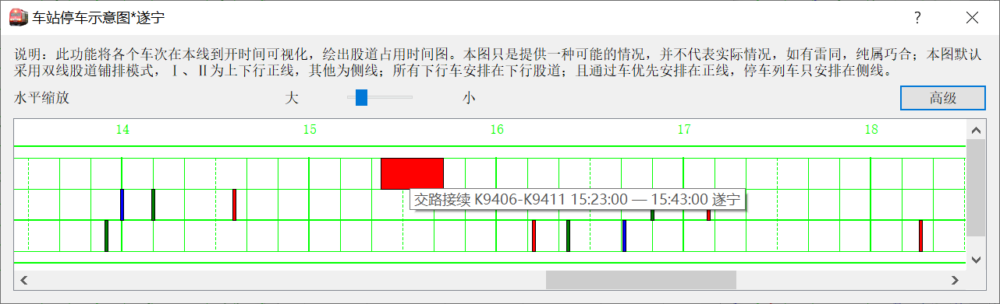 车站停车示意图*遂宁
说明：此功能将各个车次在本线到开时间可视化，绘出股道占用时间图。本图只是提供一种可能的情况，并不代表实际情况，如有雷同，纯属巧合；本图默认
采用双线股道铺排模式，Ⅰ、Ⅱ为上下行正线，其他为侧线；所有下行车安排在下行股道；且通过车优先安排在正线，停车列车只安排在侧线。
水平缩放 大 小 高级
14 15 16 17 18
交路接续 K9406-K9411 15:23:00 — 15:43:00 遂宁